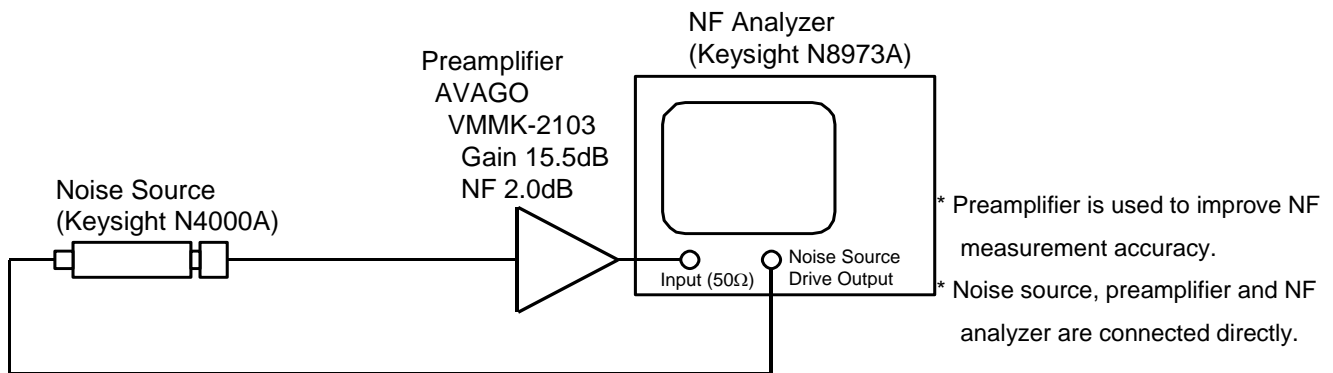 NF Analyzer
(Keysight N8973A)
Preamplifier
AVAGO
VMMK-2103
Gain 15.5dB
NF 2.0dB
Noise Source
(Keysight N4000A)
Input (50Ω)
Noise Source
Drive Output
* Preamplifier is used to improve NF
measurement accuracy.
* Noise source, preamplifier and NF
analyzer are connected directly.